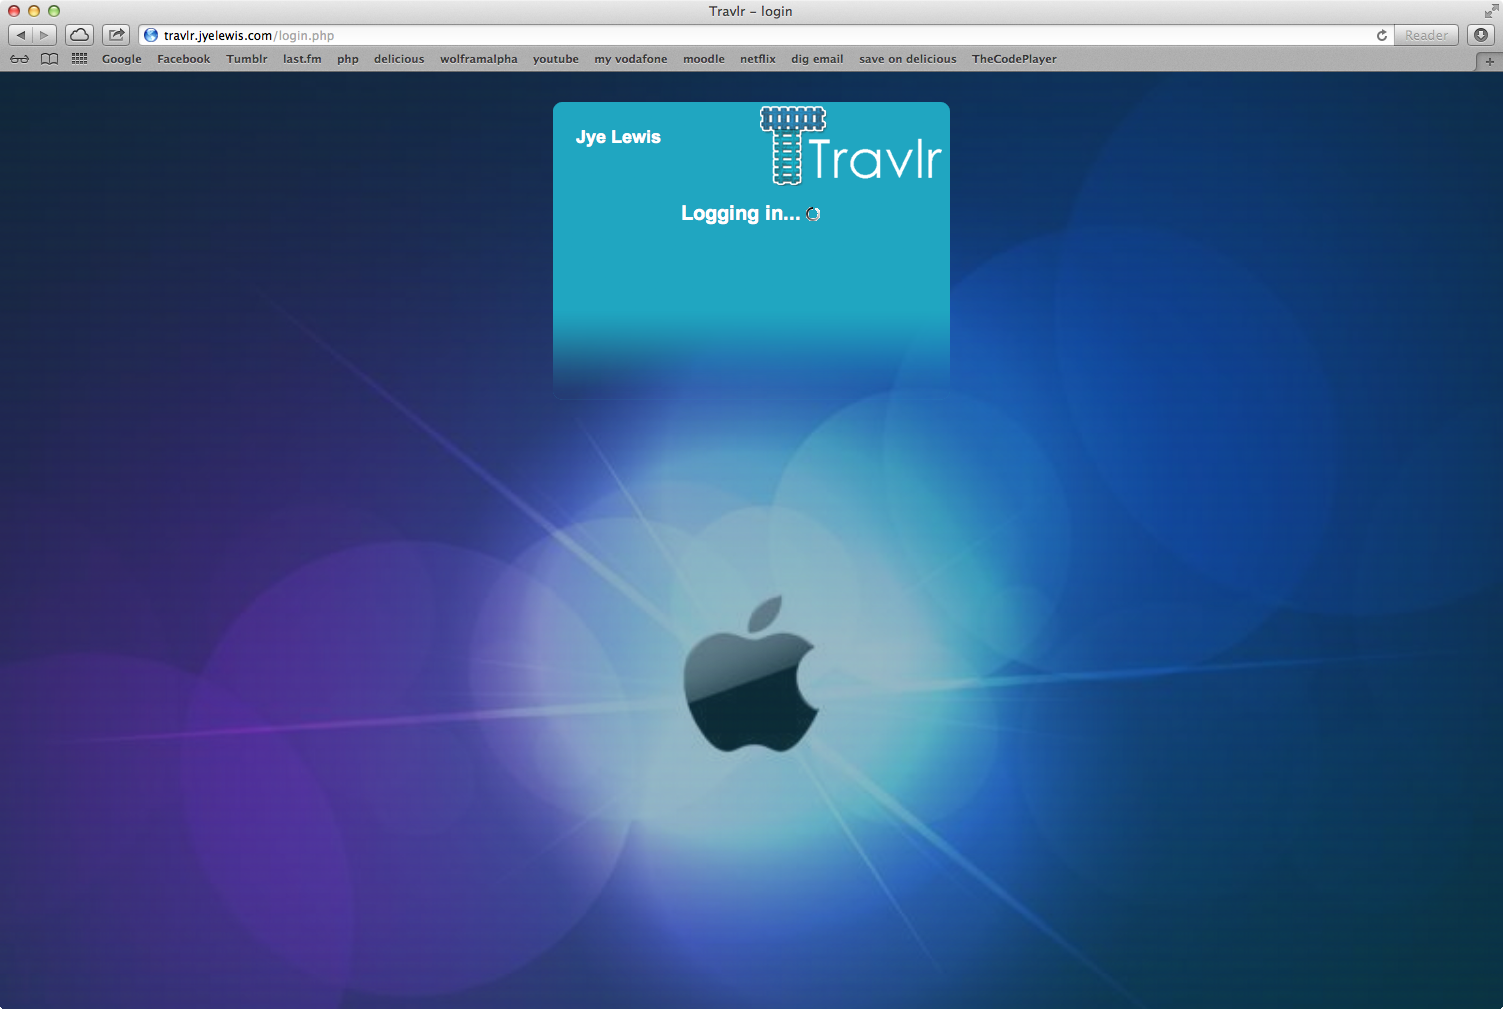 Travlr – login
travlr.jyelewis.com/login.php
Reader
Google Facebook Tumblr last.fm php delicious wolframalpha youtube my vodafone moodle netflix dig email save on delicious TheCodePlayer
Jye Lewis
Travlr
Logging in...